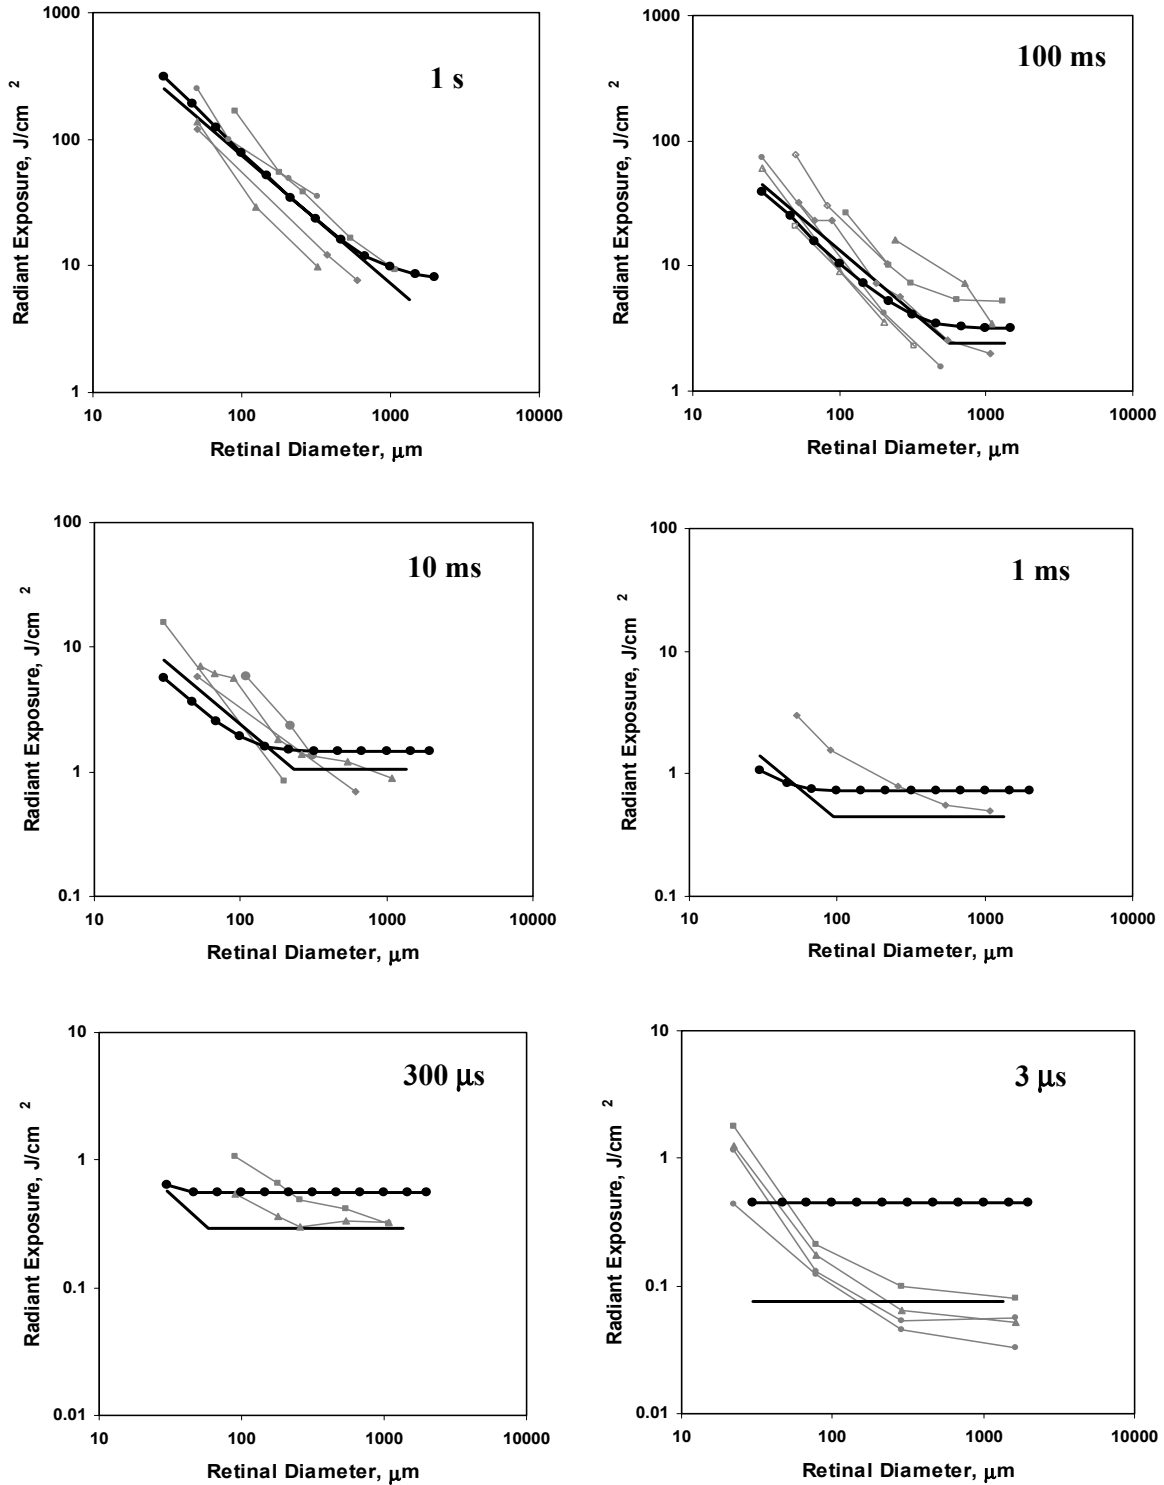 1000
100
10
1
10 100 1000 10000
Radiant Exposure, J/cm 2
Retinal Diameter, μm
1 s
1000
100
10
1
10 100 1000 10000
Radiant Exposure, J/cm 2
Retinal Diameter, μm
100 ms
100
10
1
0.1
10 100 1000 10000
Radiant Exposure, J/cm 2
Retinal Diameter, μm
10 ms
100
10
1
0.1
10 100 1000 10000
Radiant Exposure, J/cm 2
Retinal Diameter, μm
1 ms
10
1
0.1
0.01
10 100 1000 10000
Radiant Exposure, J/cm 2
Retinal Diameter, μm
300 μs
10
1
0.1
0.01
10 100 1000 10000
Radiant Exposure, J/cm 2
Retinal Diameter, μm
3 μs